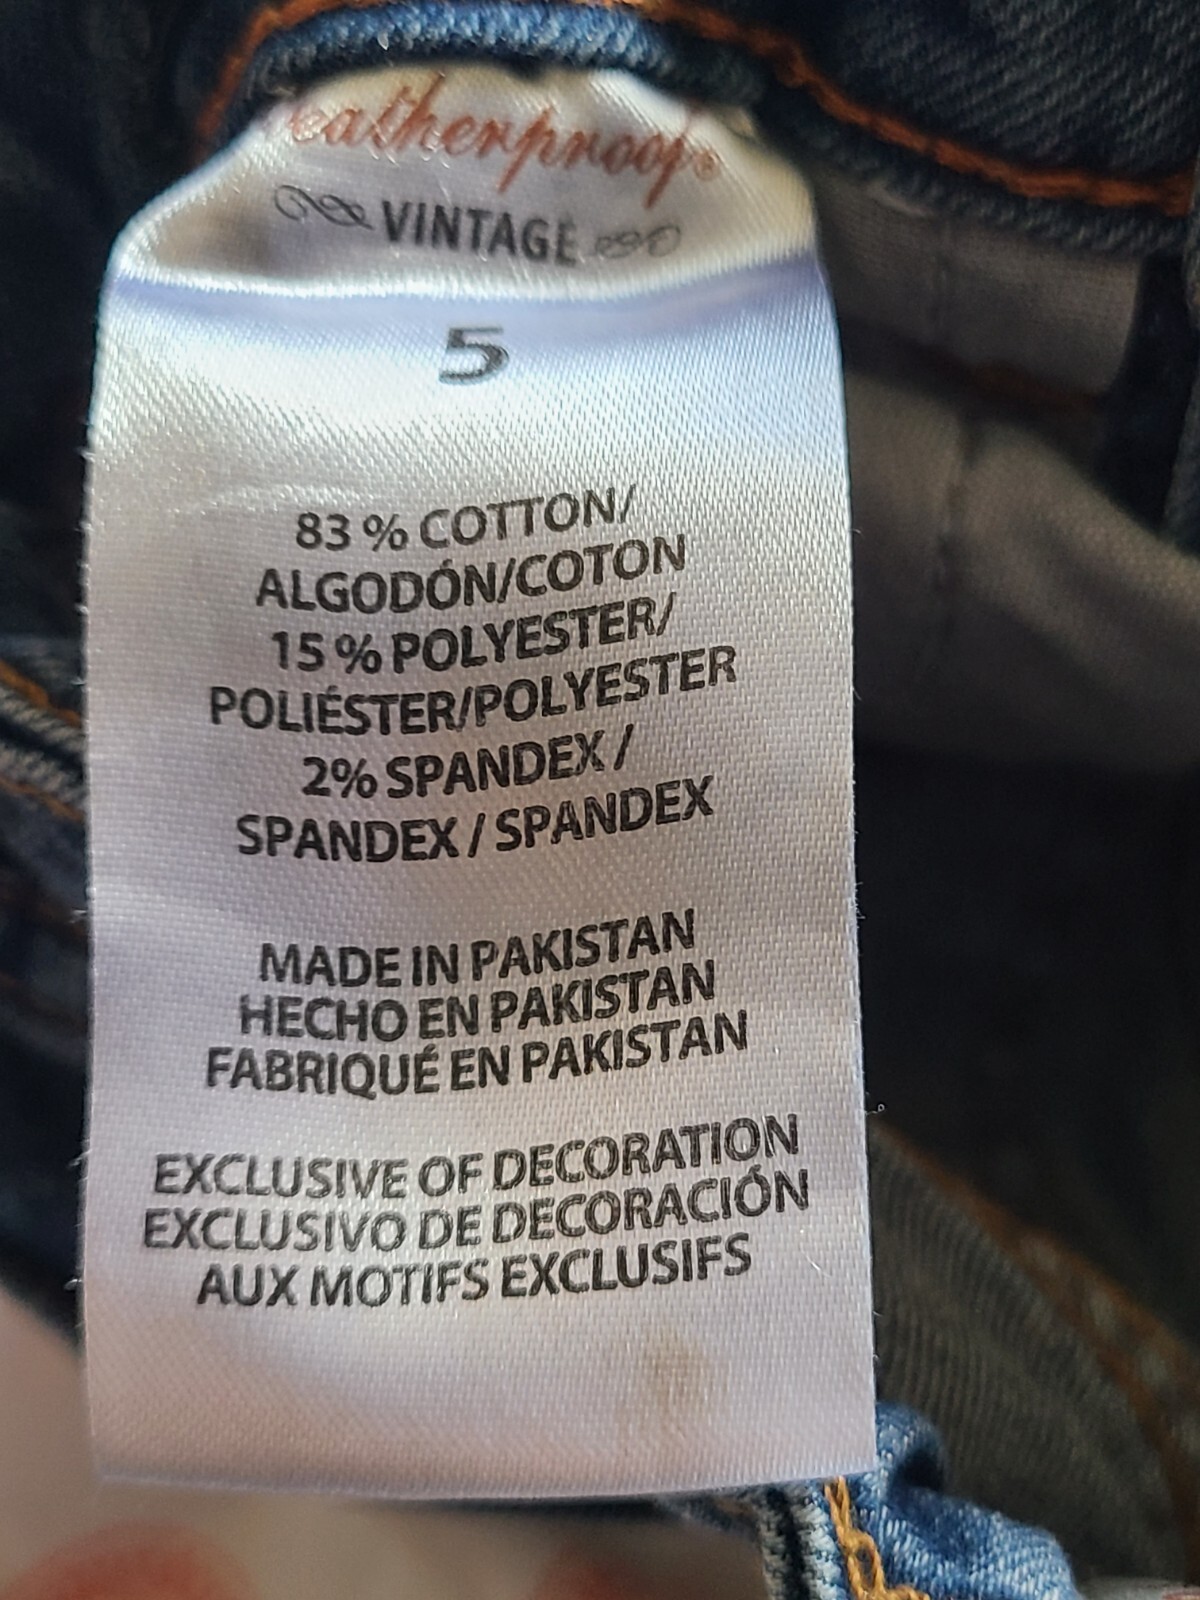 eatherproof®
VINTAGE
5
83 % COTTON/
ALGODÓN/COTON
15 % POLYESTER/
POLIÉSTER/POLYESTER
2% SPANDEX /
SPANDEX / SPANDEX
MADE IN PAKISTAN
HECHO EN PAKISTAN
FABRIQUÉ EN PAKISTAN
EXCLUSIVE OF DECORATION
EXCLUSIVO DE DECORACIÓN
AUX MOTIFS EXCLUSIFS